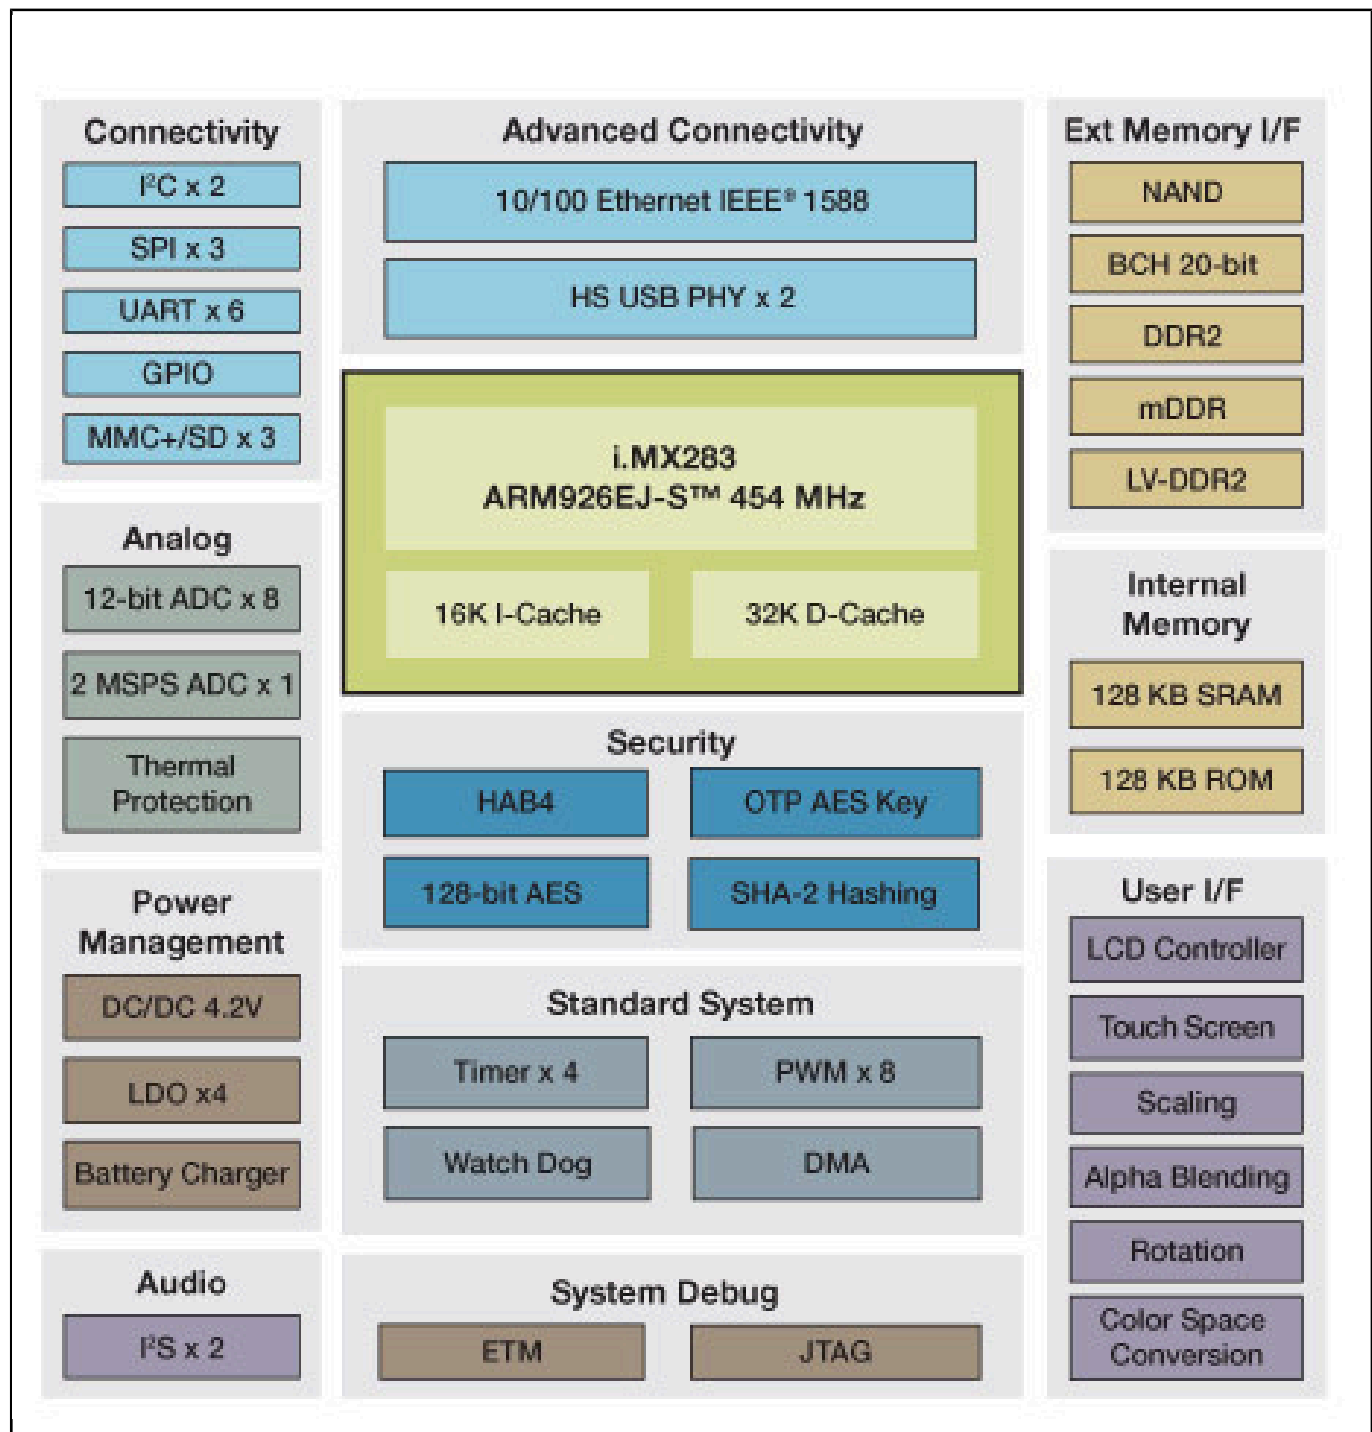 Connectivity
I²C x 2
SPI x 3
UART x 6
GPIO
MMC+/SD x 3
Analog
12-bit ADC x 8
2 MSPS ADC x 1
Thermal
Protection
Power
Management
DC/DC 4.2V
LDO x4
Battery Charger
Audio
I²S x 2
Advanced Connectivity
10/100 Ethernet IEEE® 1588
HS USB PHY x 2
i.MX283
ARM926EJ-S™ 454 MHz
16K I-Cache
32K D-Cache
Security
HAB4
OTP AES Key
128-bit AES
SHA-2 Hashing
Standard System
Timer x 4
PWM x 8
Watch Dog
DMA
System Debug
ETM
JTAG
Ext Memory I/F
NAND
BCH 20-bit
DDR2
mDDR
LV-DDR2
Internal
Memory
128 KB SRAM
128 KB ROM
User I/F
LCD Controller
Touch Screen
Scaling
Alpha Blending
Rotation
Color Space
Conversion